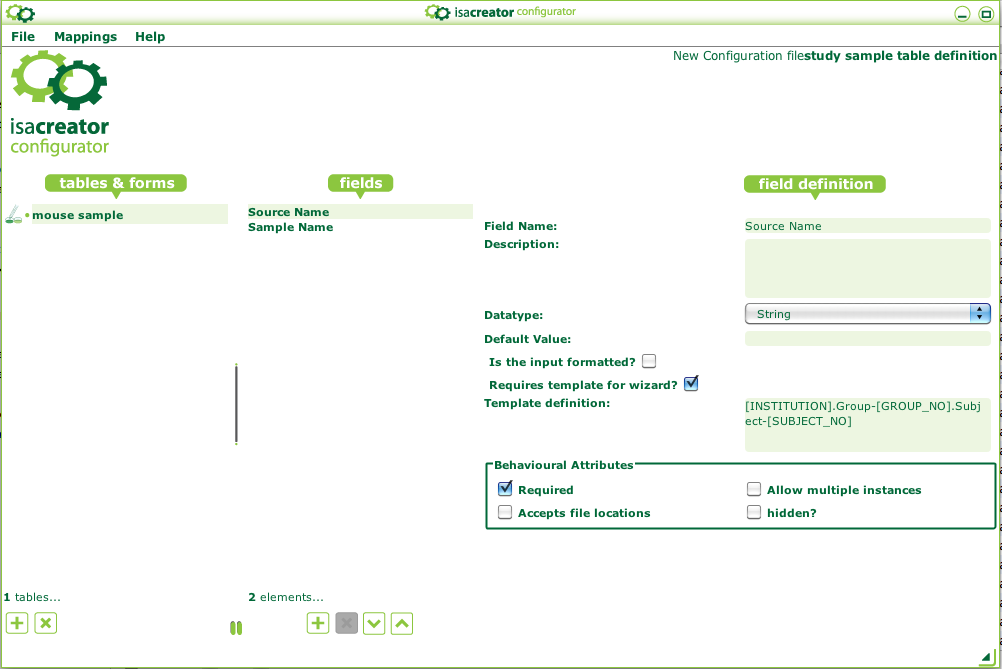 isacreator configurator
File Mappings Help
New Configuration filestudy sample table definition
isacreator
configurator
tables & forms
fields
field definition
mouse sample
Source Name
Sample Name
Field Name:
Source Name
Description:
Datatype:
String
Default Value:
Is the input formatted?
Requires template for wizard?
Template definition:
[INSTITUTION].Group-[GROUP_NO].Subj
ect-[SUBJECT_NO]
Behavioural Attributes
Required
Allow multiple instances
Accepts file locations
hidden?
1 tables...
2 elements...